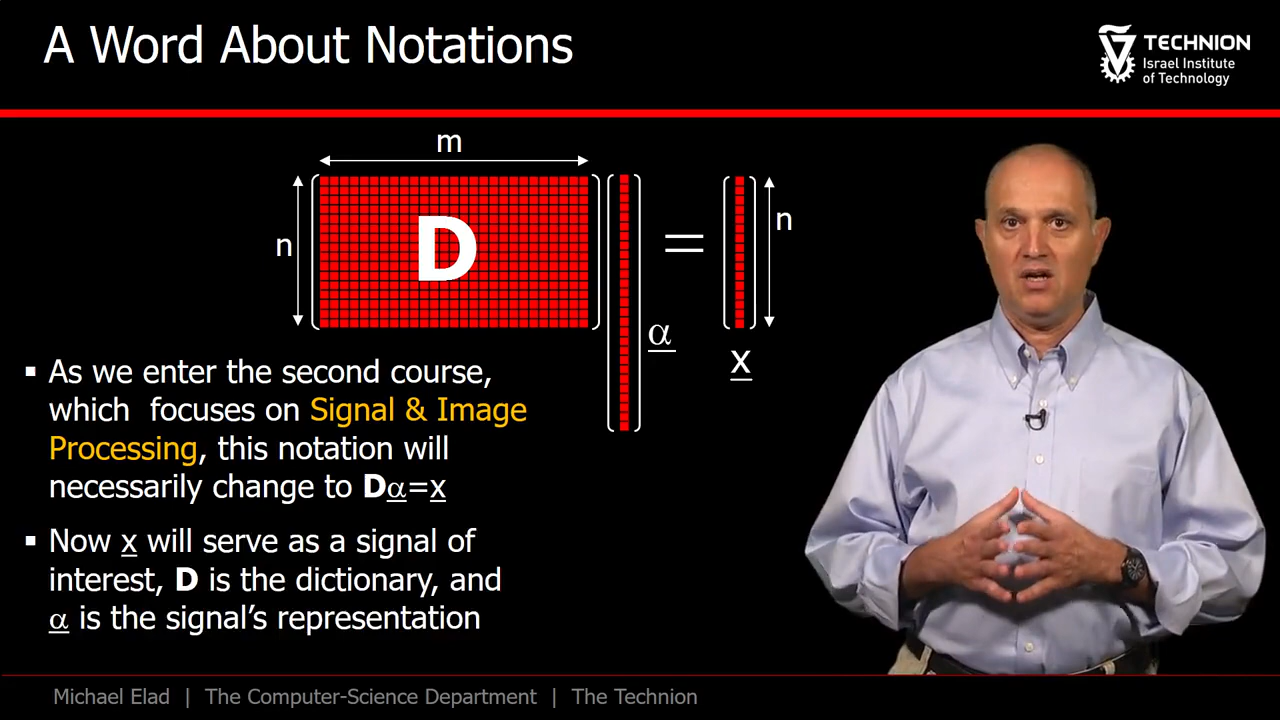 A Word About Notations
TECHNION
Israel Institute
of Technology
m
n
D
α
=
x
n
▪ As we enter the second course,
which focuses on Signal & Image
Processing, this notation will
necessarily change to Dα=x
▪ Now x will serve as a signal of
interest, D is the dictionary, and
α is the signal's representation
Michael Elad | The Computer-Science Department | The Technion